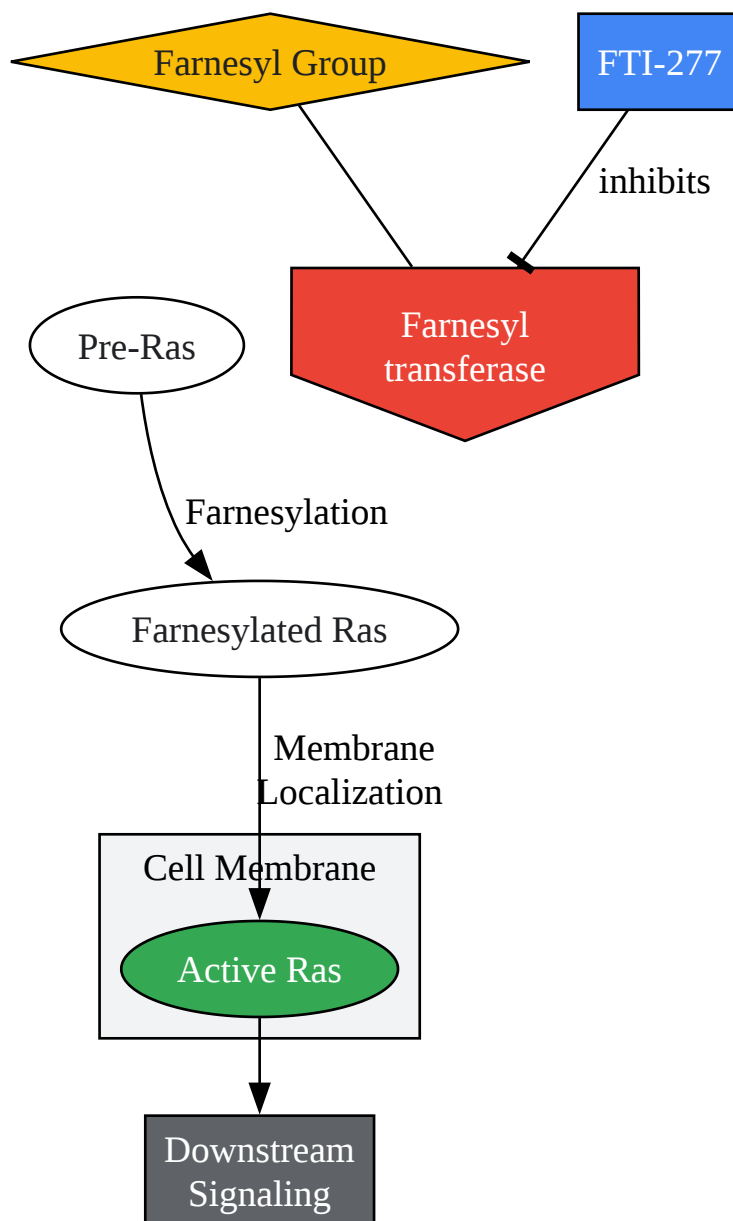 Farnesyl Group
FTI-277
inhibits
Farnesyl
transferase
Pre-Ras
Farnesylation
Farnesylated Ras
Membrane
Localization
Cell Membrane
Active Ras
Downstream
Signaling